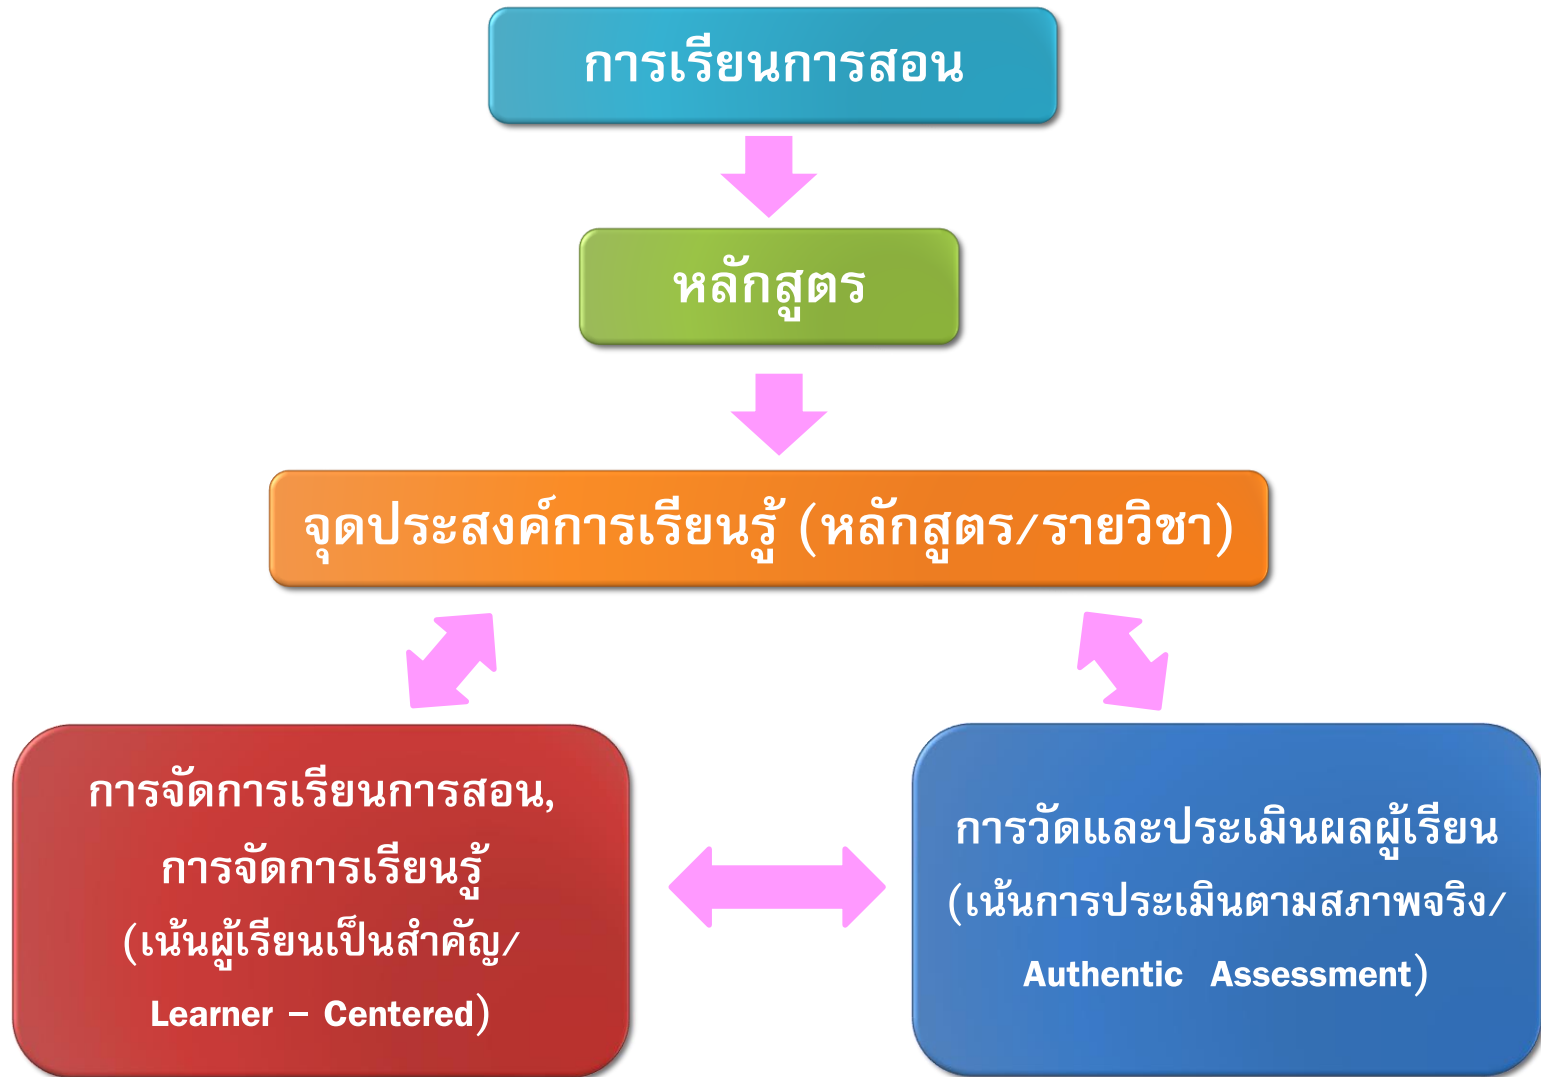 การเรียนการสอน
หลักสูตร
จุดประสงค์การเรียนรู้ (หลักสูตร/รายวิชา)
การจัดการเรียนการสอน,
การจัดการเรียนรู้
(เน้นผู้เรียนเป็นสำคัญ/
Learner – Centered)
การวัดและประเมินผลผู้เรียน
(เน้นการประเมินตามสภาพจริง/
Authentic Assessment)